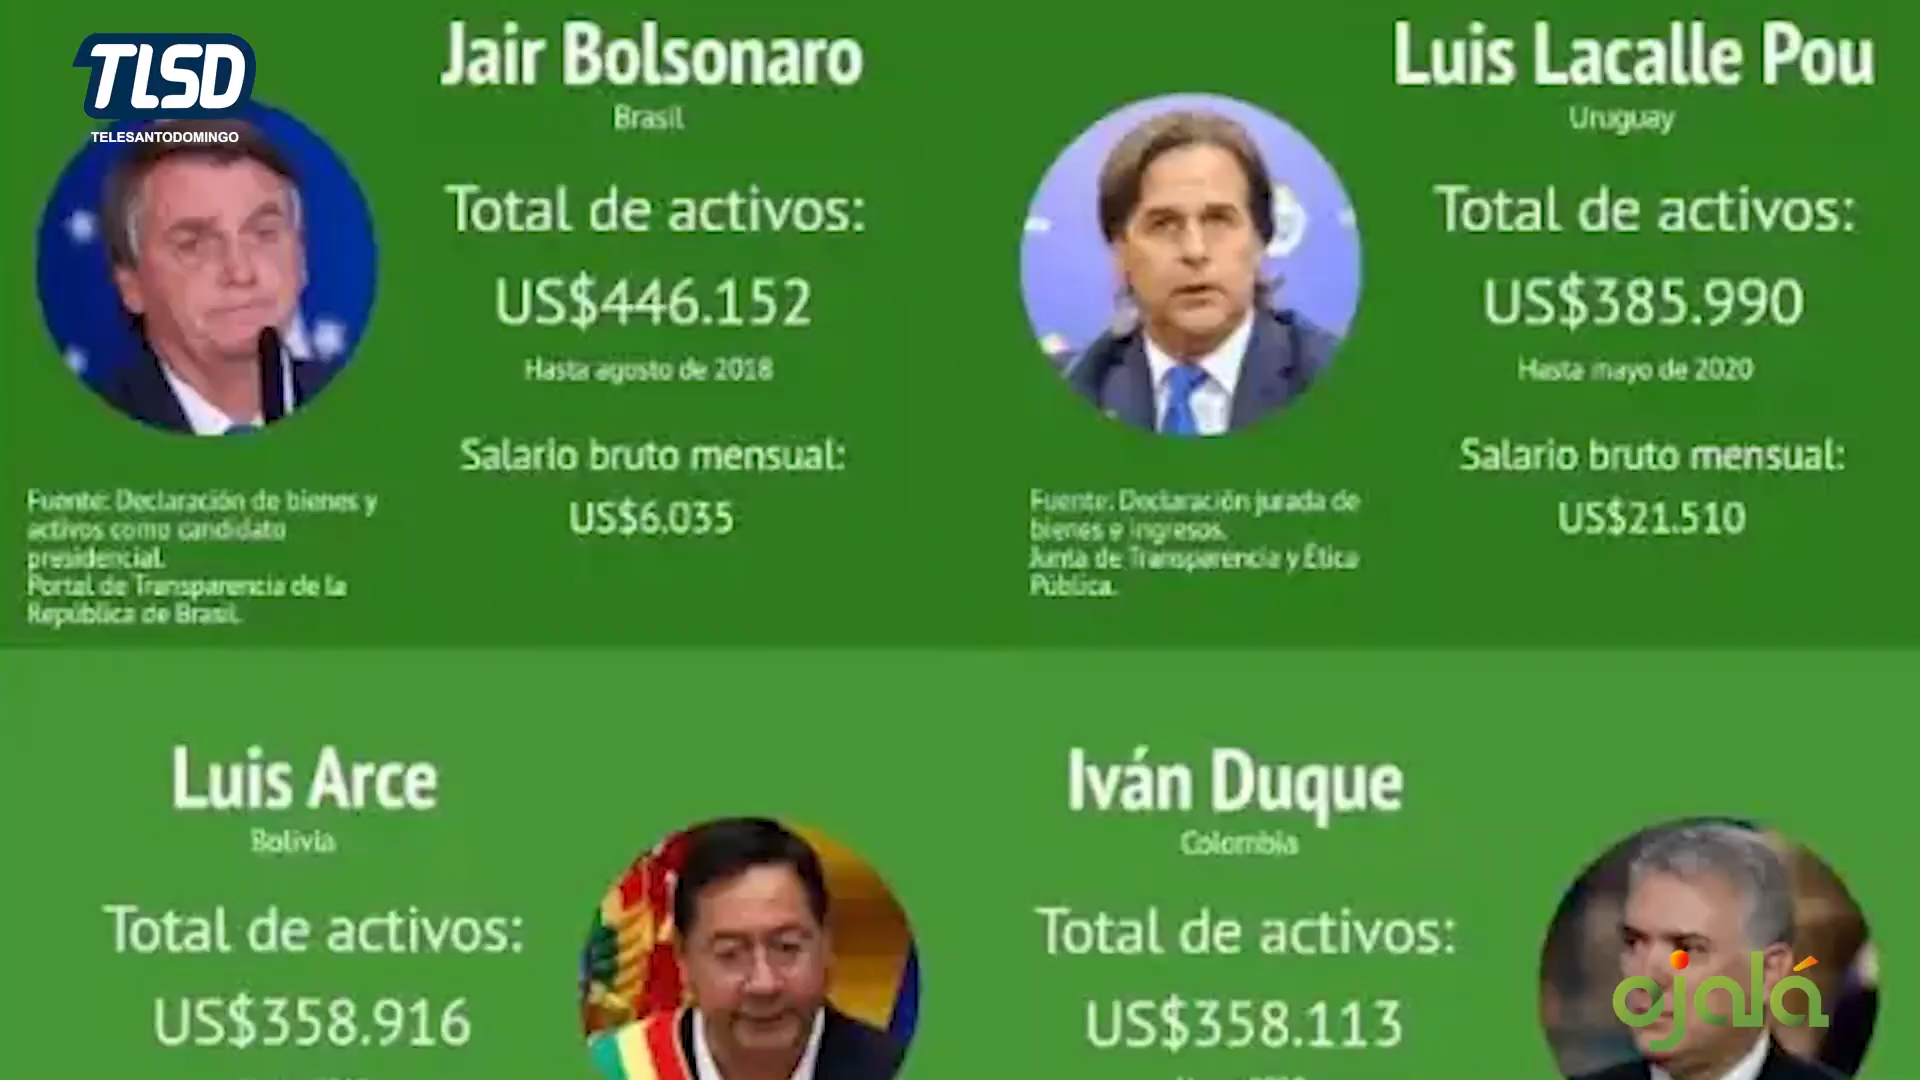 TLSD
TELESANTODOMINGO
Jair Bolsonaro
Brasil
Total de activos:
US$446.152
Hasta agosto de 2018
Salario bruto mensual:
US$6.035
Fuente: Declaración de bienes y
activos como candidato
presidencial.
Portal de Transparencia de la
República de Brasil.
Luis Lacalle Pou
Uruguay
Total de activos:
US$385.990
Hasta mayo de 2020
Salario bruto mensual:
US$21.510
Fuente: Declaración jurada de
bienes e ingresos.
Junta de Transparencia y Ética
Pública.
Luis Arce
Bolivia
Total de activos:
US$358.916
Iván Duque
Colombia
Total de activos:
US$358.113
ojalá